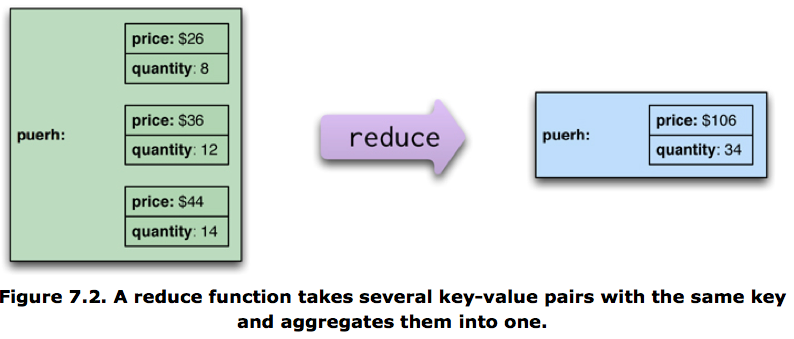 price: $26
quantity: 8
puerh:
price: $36
quantity: 12
price: $44
quantity: 14
reduce
puerh:
price: $106
quantity: 34
Figure 7.2. A reduce function takes several key-value pairs with the same key
and aggregates them into one.